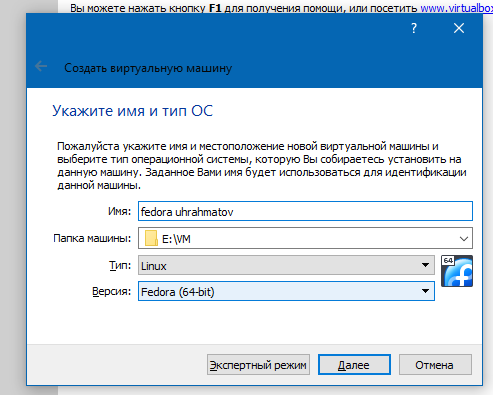 Вы можете нажать кнопку F1 для получения помощи, или посетить www.virtualbox
?
Создать виртуальную машину
Укажите имя и тип ОС
Пожалуйста укажите имя и местоположение новой виртуальной машины и
выберите тип операционной системы, которую Вы собираетесь установить на
данную машину. Заданное Вами имя будет использоваться для идентификации
данной машины.
Имя: fedora uhrahmatov
Папка машины: E:\VM
Тип: Linux
64
Версия: Fedora (64-bit)
Экспертный режим Далее Отмена